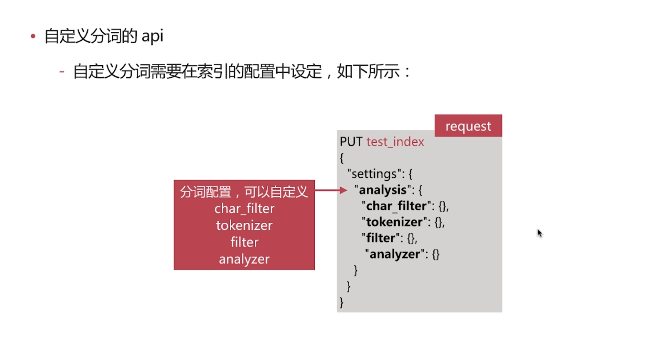 自定义分词的 api
- 自定义分词需要在索引的配置中设定，如下所示：
request
PUT test_index
{
"settings": {
"analysis": {
"char_filter": {},
"tokenizer": {},
"filter": {},
"analyzer": {}
}
}
}
分词配置，可以自定义
char_filter
tokenizer
filter
analyzer